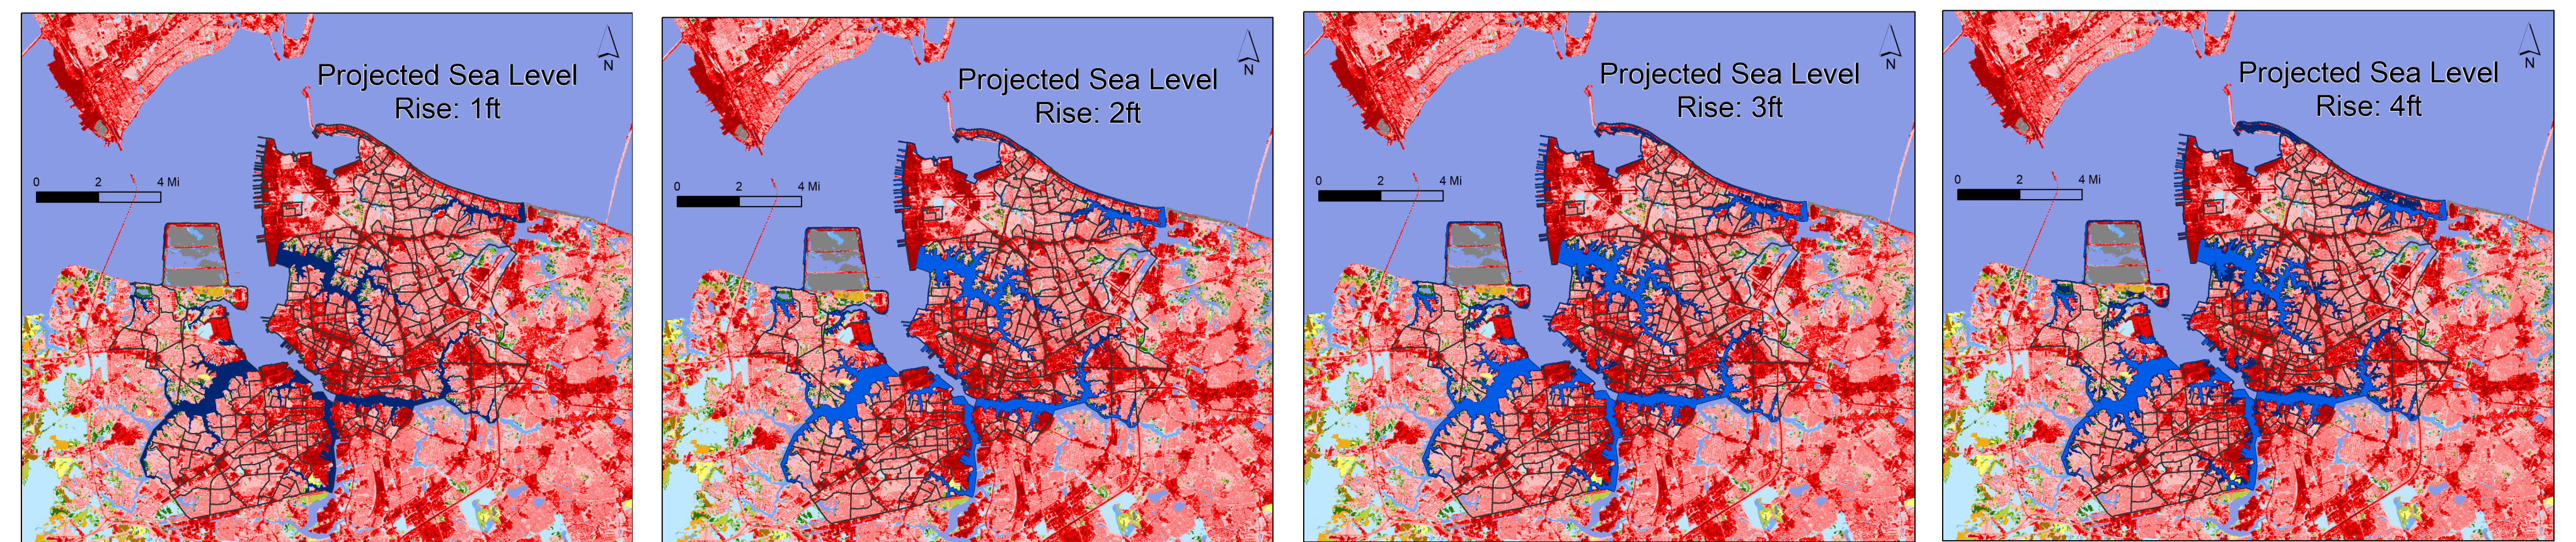 Projected Sea Level
Rise: 1ft
N
0 2 4 Mi
Projected Sea Level
Rise: 2ft
N
0 2 4 Mi
Projected Sea Level
Rise: 3ft
N
0 2 4 Mi
Projected Sea Level
Rise: 4ft
N
0 2 4 Mi